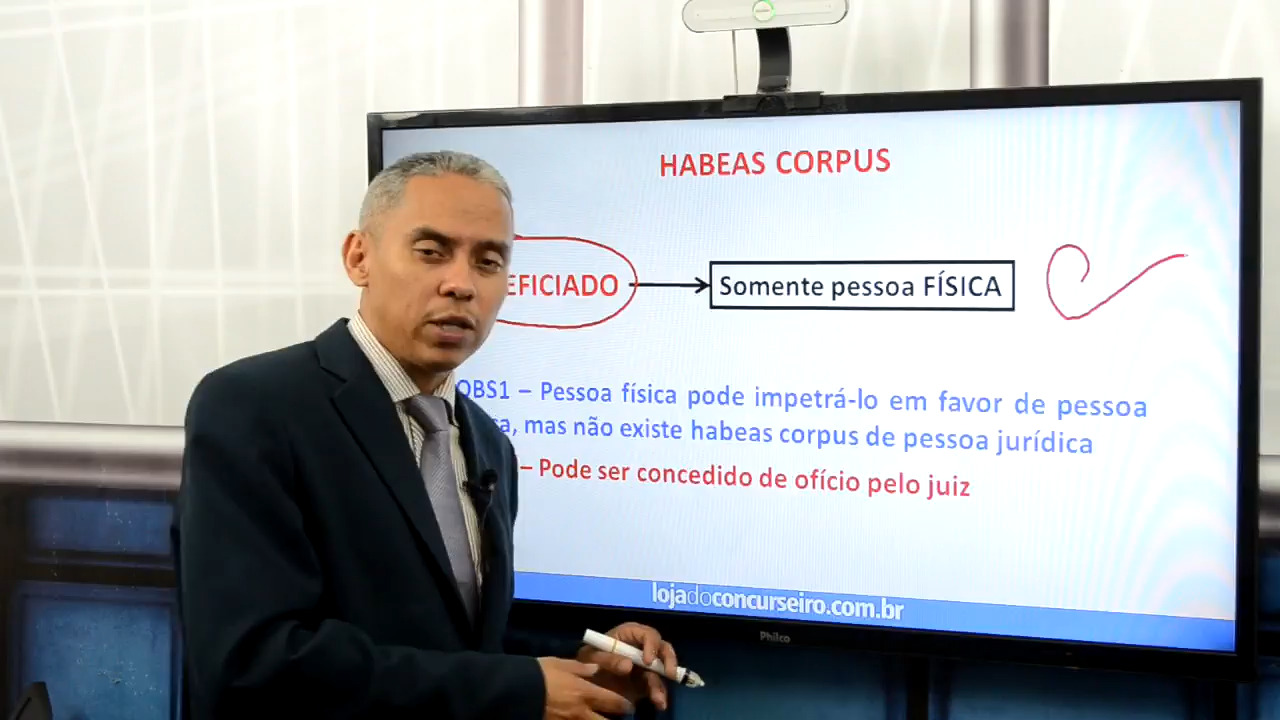 HABEAS CORPUS
EFICIADO
Somente pessoa FÍSICA
OBS1 – Pessoa física pode impetrá-lo em favor de pessoa
, mas não existe habeas corpus de pessoa jurídica
– Pode ser concedido de ofício pelo juiz
lojadoconcurseiro.com.br
Philco